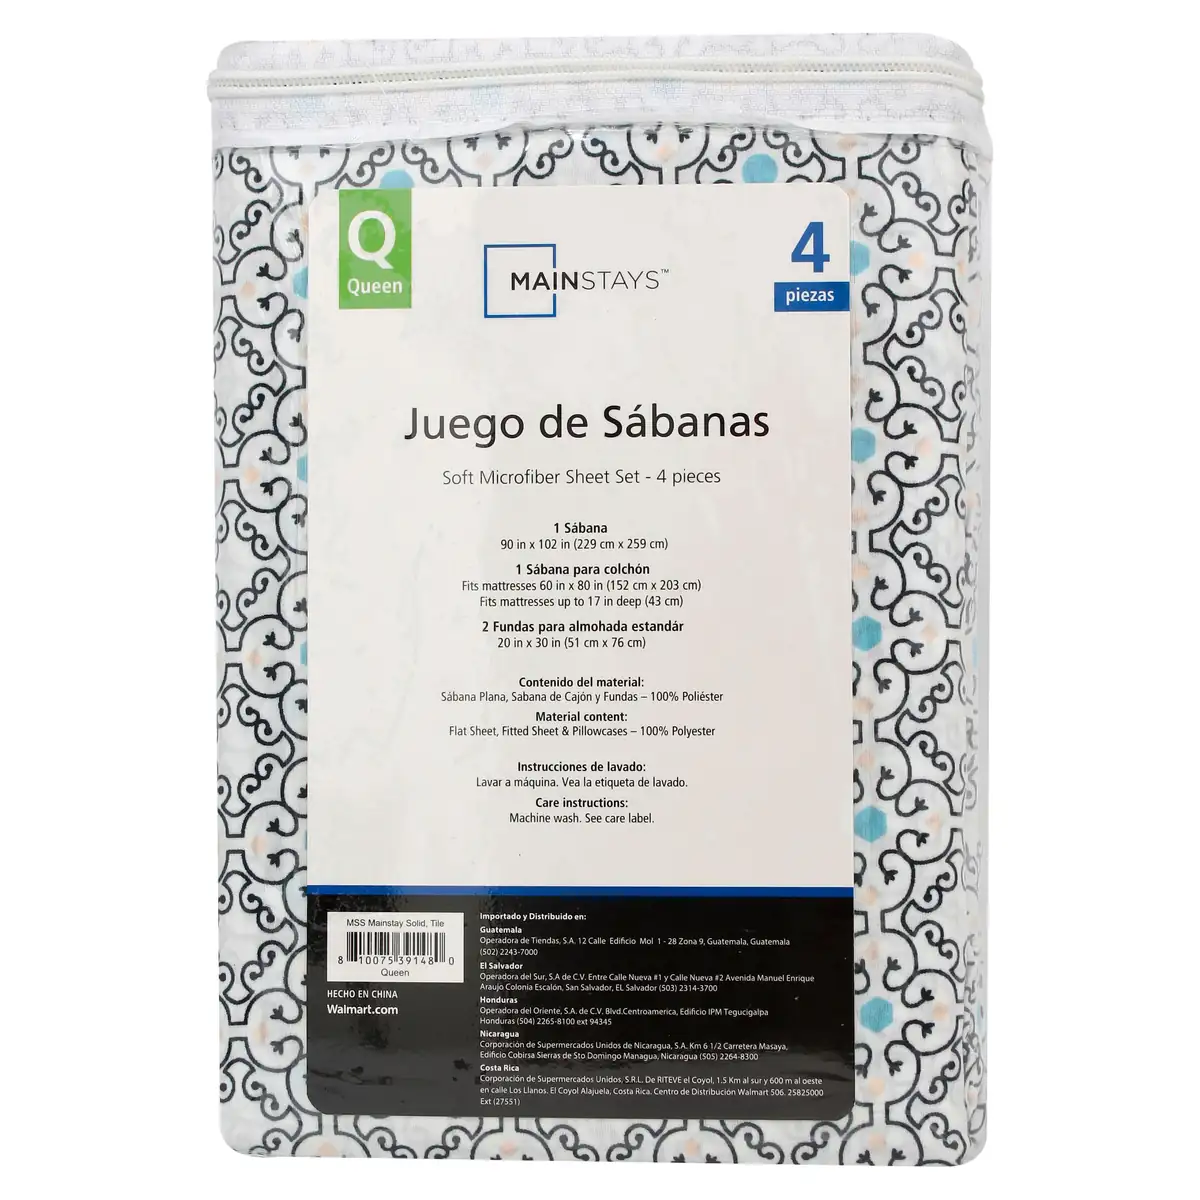 Q
Queen
MAINSTAYS™
4
piezas
Juego de Sábanas
Soft Microfiber Sheet Set - 4 pieces
1 Sábana
90 in x 102 in (229 cm x 259 cm)
1 Sábana para colchón
Fits mattresses 60 in x 80 in (152 cm x 203 cm)
Fits mattresses up to 17 in deep (43 cm)
2 Fundas para almohada estandár
20 in x 30 in (51 cm x 76 cm)
Contenido del material:
Sábana Plana, Sabana de Cajón y Fundas – 100% Poliéster
Material content:
Flat Sheet, Fitted Sheet & Pillowcases – 100% Polyester
Instrucciones de lavado:
Lavar a máquina. Vea la etiqueta de lavado.
Care instructions:
Machine wash. See care label.
MSS Mainstay Solid, Tile
8 10075 39148 0
Queen
HECHO EN CHINA
Walmart.com
Importado y Distribuido en:
Guatemala
Operadora de Tiendas, S.A. 12 Calle Edificio Mol 1 - 28 Zona 9, Guatemala, Guatemala
(502) 2243-7000
El Salvador
Operadora del Sur, S.A de C.V. Entre Calle Nueva #1 y Calle Nueva #2 Avenida Manuel Enrique
Araujo Colonia Escalón, San Salvador, EL Salvador (503) 2314-3700
Honduras
Operadora del Oriente, S.A. de C.V. Blvd.Centroamerica, Edificio IPM Tegucigalpa
Honduras (504) 2265-8100 ext 94345
Nicaragua
Corporación de Supermercados Unidos de Nicaragua, S.A. Km 6 1/2 Carretera Masaya,
Edificio Cobirsa Sierras de Sto Domingo Managua, Nicaragua (505) 2264-8300
Costa Rica
Corporación de Supermercados Unidos, S.R.L. De RITEVE el Coyol, 1.5 Km al sur y 600 m al oeste
en calle Los Llanos. El Coyol Alajuela, Costa Rica. Centro de Distribución Walmart 506. 25825000
Ext (27551)